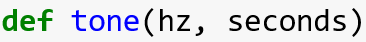 def tone(hz, seconds)